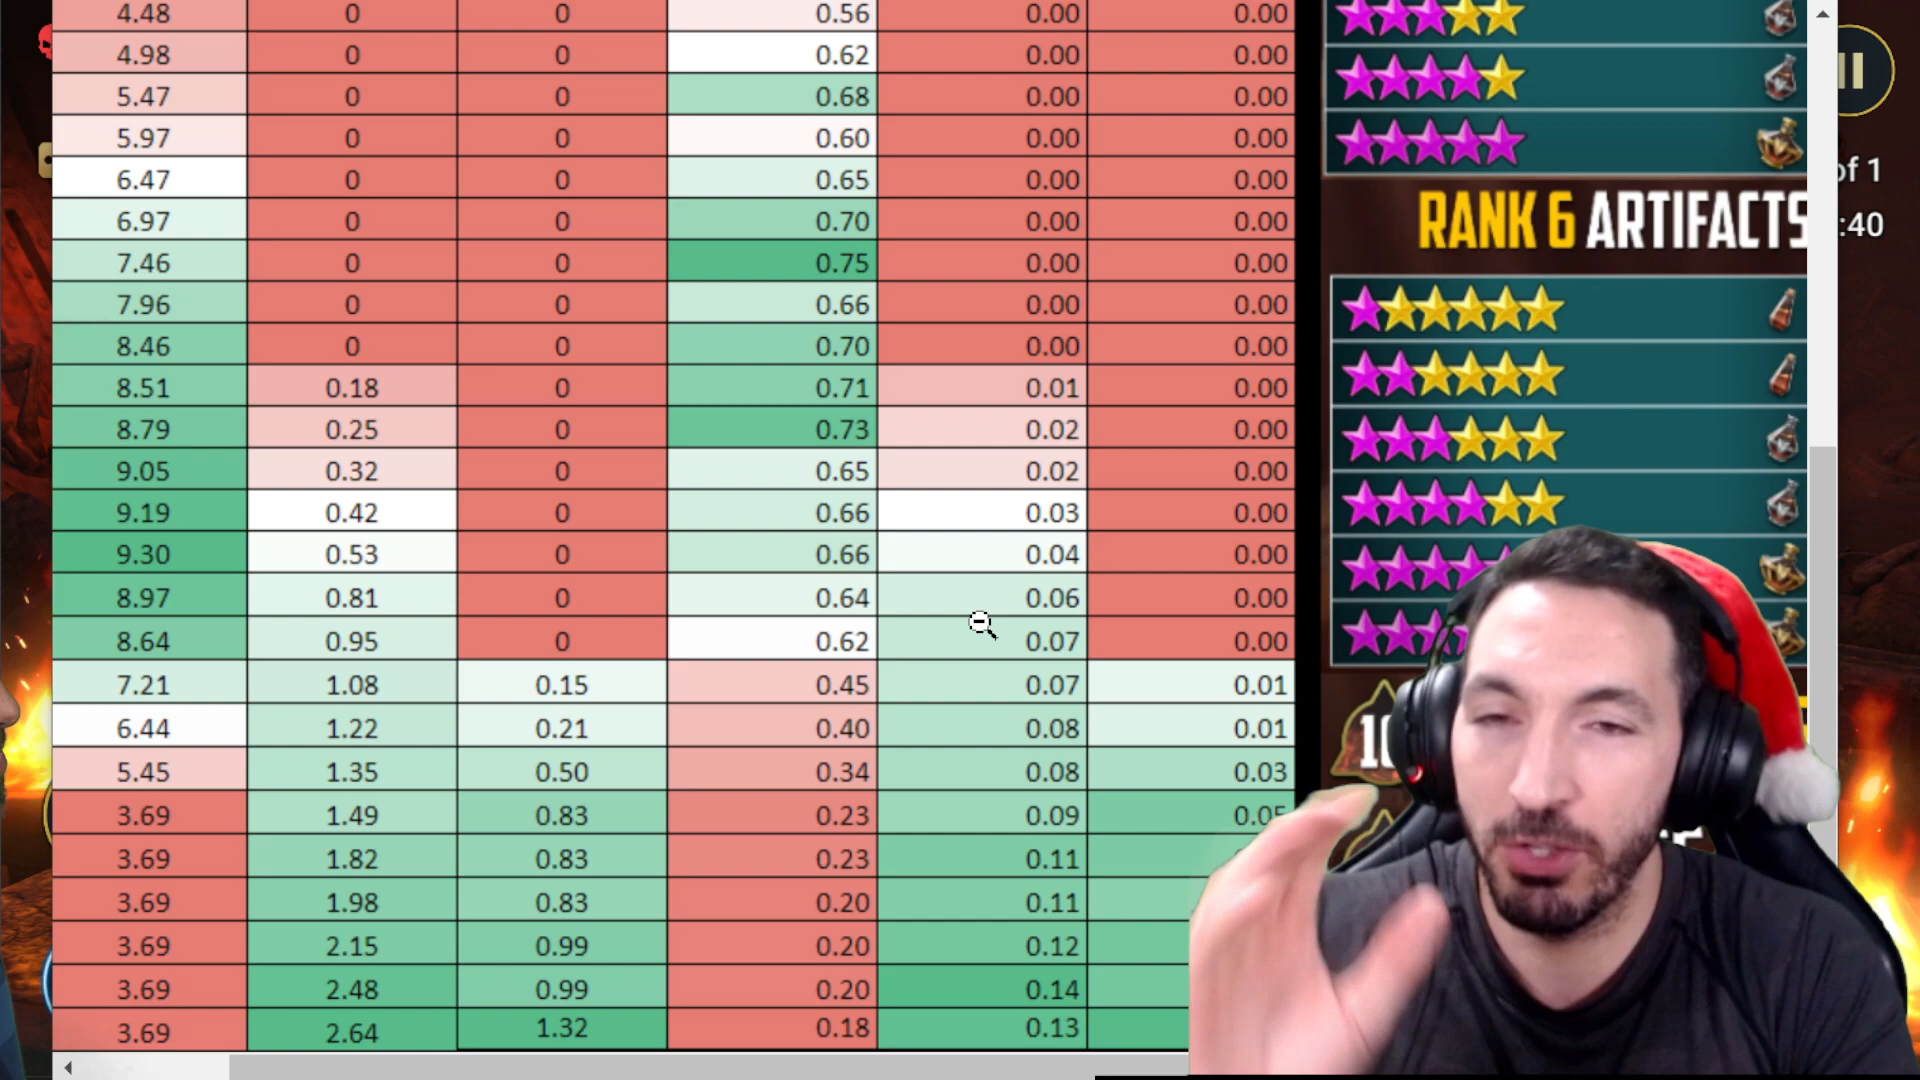 4.48 0 0 0.56 0.00 0.00
4.98 0 0 0.62 0.00 0.00
5.47 0 0 0.68 0.00 0.00
5.97 0 0 0.60 0.00 0.00
6.47 0 0 0.65 0.00 0.00
6.97 0 0 0.70 0.00 0.00
7.46 0 0 0.75 0.00 0.00
7.96 0 0 0.66 0.00 0.00
8.46 0 0 0.70 0.00 0.00
8.51 0.18 0 0.71 0.01 0.00
8.79 0.25 0 0.73 0.02 0.00
9.05 0.32 0 0.65 0.02 0.00
9.19 0.42 0 0.66 0.03 0.00
9.30 0.53 0 0.66 0.04 0.00
8.97 0.81 0 0.64 0.06 0.00
8.64 0.95 0 0.62 0.07 0.00
7.21 1.08 0.15 0.45 0.07 0.01
6.44 1.22 0.21 0.40 0.08 0.01
5.45 1.35 0.50 0.34 0.08 0.03
3.69 1.49 0.83 0.23 0.09 0.05
3.69 1.82 0.83 0.23 0.11
3.69 1.98 0.83 0.20 0.11
3.69 2.15 0.99 0.20 0.12
3.69 2.48 0.99 0.20 0.14
3.69 2.64 1.32 0.18 0.13
RANK 6 ARTIFACTS
of 1
:40